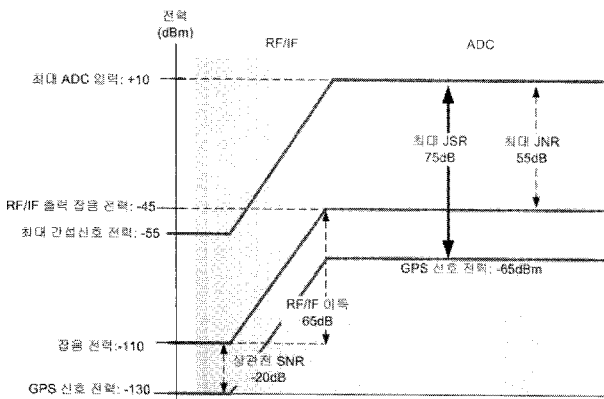 전력
(dBm)
RF/IF
ADC
최대 ADC 입력: +10
최대 JSR
75dB
최대 JNR
55dB
RF/IF 출력 잡음 전력: -45
최대 간섭신호 전력: -55
GPS 신호 전력: -65dBm
RF/IF 이득
65dB
잡음 전력:-110
상관전 SNR
-20dB
GPS 신호 전력: -130